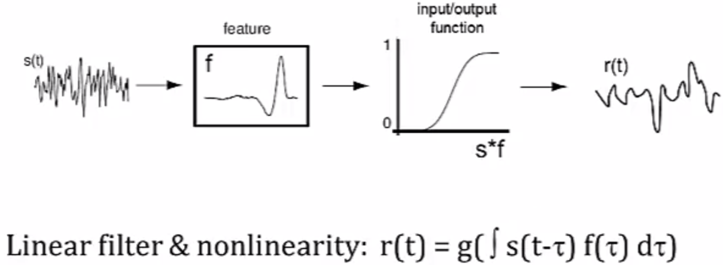 input/output
function
feature
s(t)
f
1
0
r(t)
s*f
Linear filter & nonlinearity: r(t) = g(∫ s(t-τ) f(τ) dτ)